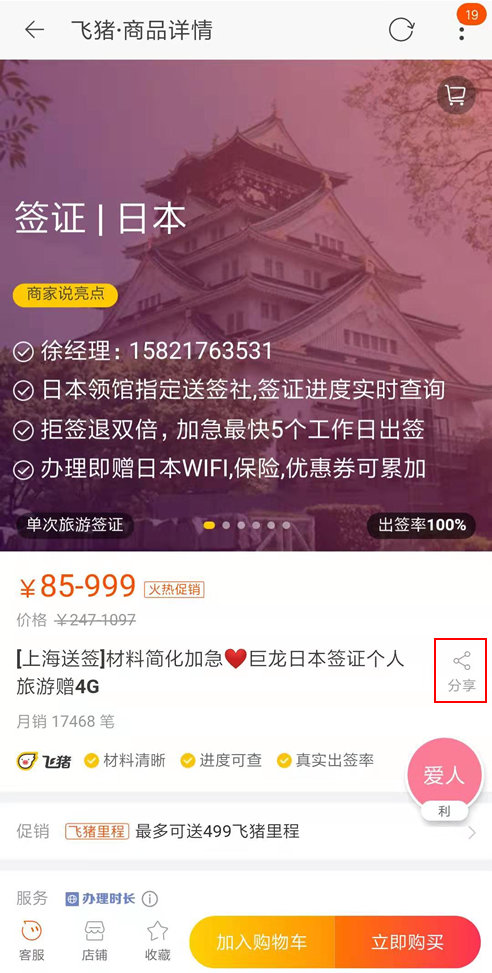 飞猪·商品详情
19
签证 | 日本
商家说亮点
徐经理：15821763531
日本领馆指定送签社,签证进度实时查询
拒签退双倍，加急最快5个工作日出签
办理即赠日本WIFI,保险,优惠券可累加
单次旅游签证
出签率100%
￥85-999 火热促销
价格 ￥247-1097
[上海送签]材料简化加急❤️巨龙日本签证个人
旅游赠4G
分享
月销 17468 笔
飞猪 材料清晰 进度可查 真实出签率
爱人
利
促销 飞猪里程 最多可送499飞猪里程
服务 办理时长
客服 店铺 收藏 加入购物车 立即购买